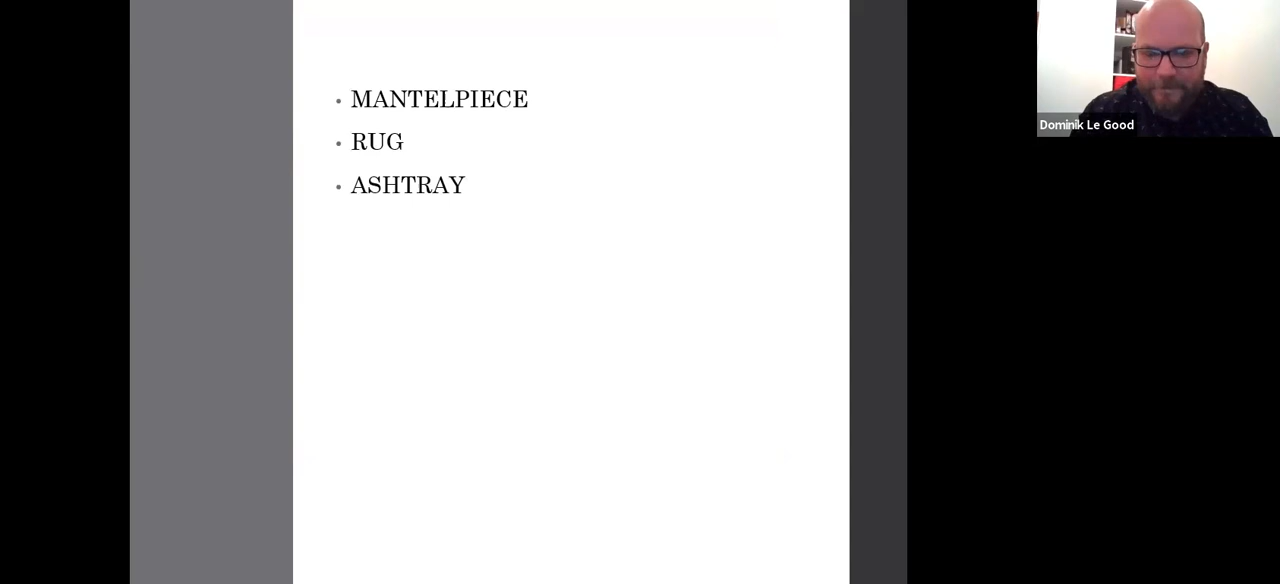 • MANTELPIECE
• RUG
• ASHTRAY
Dominik Le Good